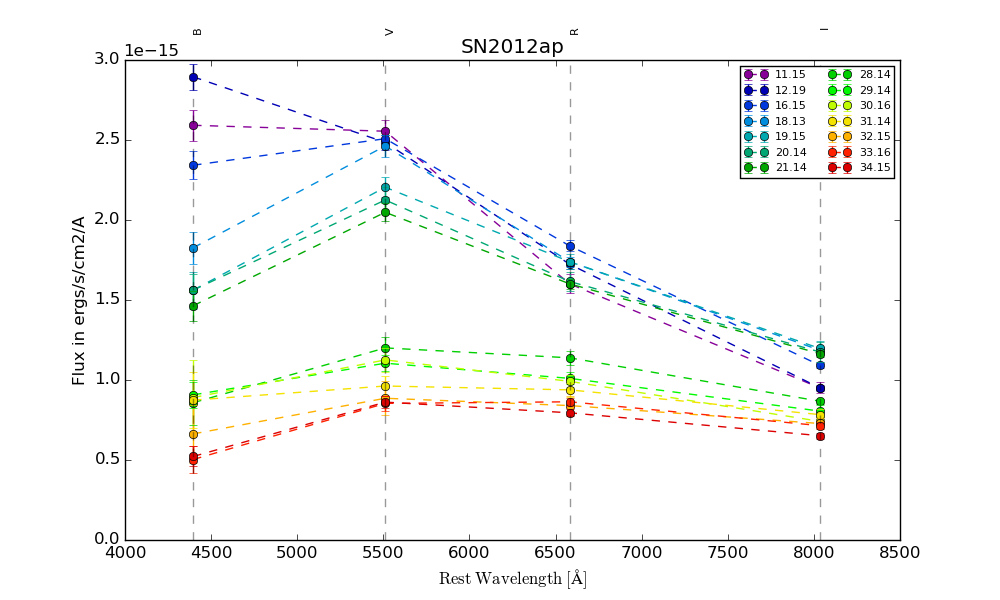 B V R I
1e−15 SN2012ap
3.0
2.5
2.0
1.5
1.0
0.5
0.0
Flux in ergs/s/cm2/A
11.15 28.14
12.19 29.14
16.15 30.16
18.13 31.14
19.15 32.15
20.14 33.16
21.14 34.15
4000 4500 5000 5500 6000 6500 7000 7500 8000 8500
Rest Wavelength [Å]